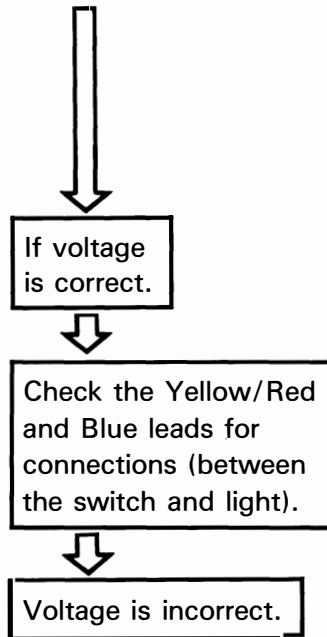 If voltage
is correct.
Check the Yellow/Red
and Blue leads for
connections (between
the switch and light).
Voltage is incorrect.